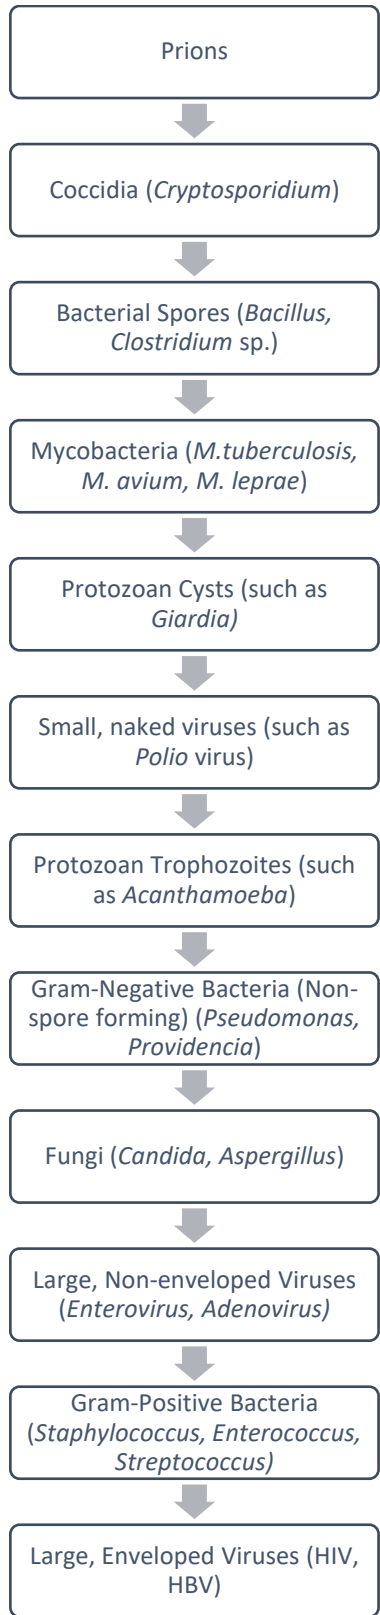 Prions
Coccidia (Cryptosporidium)
Bacterial Spores (Bacillus,
Clostridium sp.)
Mycobacteria (M.tuberculosis,
M. avium, M. leprae)
Protozoan Cysts (such as
Giardia)
Small, naked viruses (such as
Polio virus)
Protozoan Trophozoites (such
as Acanthamoeba)
Gram-Negative Bacteria (Non-
spore forming) (Pseudomonas,
Providencia)
Fungi (Candida, Aspergillus)
Large, Non-enveloped Viruses
(Enterovirus, Adenovirus)
Gram-Positive Bacteria
(Staphylococcus, Enterococcus,
Streptococcus)
Large, Enveloped Viruses (HIV,
HBV)